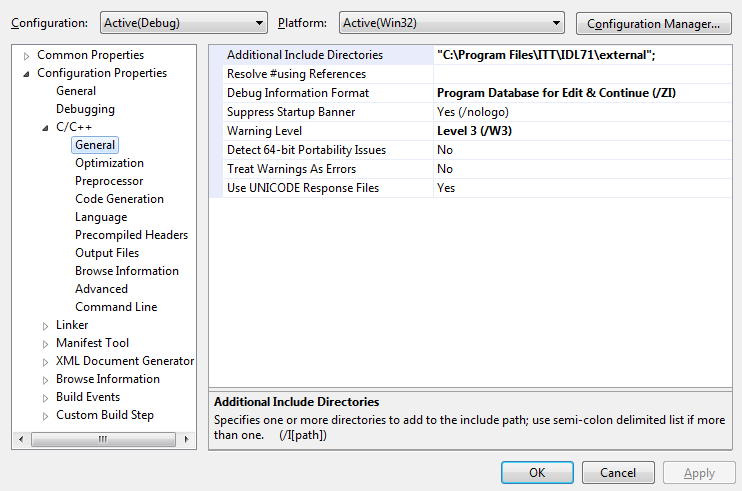 Configuration: Active(Debug) Platform: Active(Win32) Configuration Manager...
Common Properties
Configuration Properties
General
Debugging
C/C++
General
Optimization
Preprocessor
Code Generation
Language
Precompiled Headers
Output Files
Browse Information
Advanced
Command Line
Linker
Manifest Tool
XML Document Generator
Browse Information
Build Events
Custom Build Step
Additional Include Directories "C:\Program Files\ITT\IDL71\external";
Resolve #using References
Debug Information Format Program Database for Edit & Continue (/ZI)
Suppress Startup Banner Yes (/nologo)
Warning Level Level 3 (/W3)
Detect 64-bit Portability Issues No
Treat Warnings As Errors No
Use UNICODE Response Files Yes
Additional Include Directories
Specifies one or more directories to add to the include path; use semi-colon delimited list if more
than one. (/I[path])
OK Cancel Apply